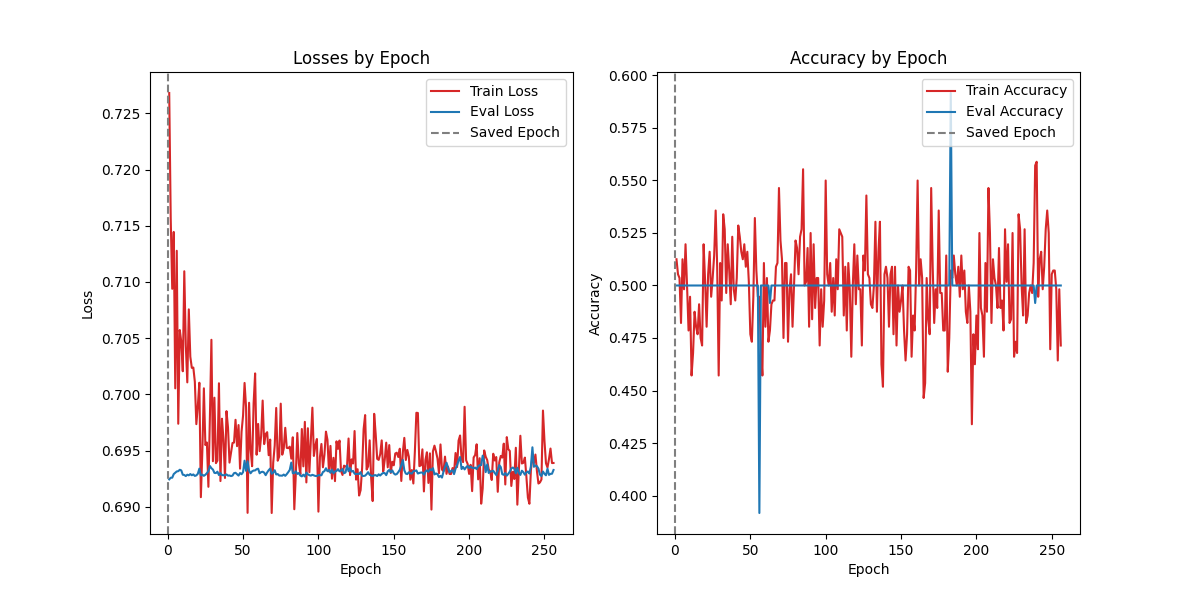 Losses by Epoch
Train Loss
Eval Loss
Saved Epoch
0.725
0.720
0.715
0.710
0.705
0.700
0.695
0.690
Loss
0
50
100
150
200
250
Epoch
Accuracy by Epoch
Train Accuracy
Eval Accuracy
Saved Epoch
0.600
0.575
0.550
0.525
0.500
0.475
0.450
0.425
0.400
Accuracy
0
50
100
150
200
250
Epoch